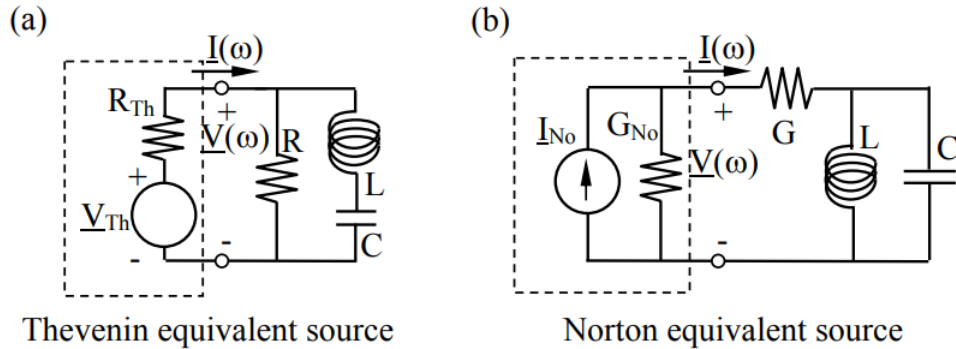 (a)
I(ω)
R_Th
+
V(ω)
R
+
V_Th
L
-
-
C
Thevenin equivalent source
(b)
I(ω)
+
G
I_No
G_No
V(ω)
L
C
-
Norton equivalent source